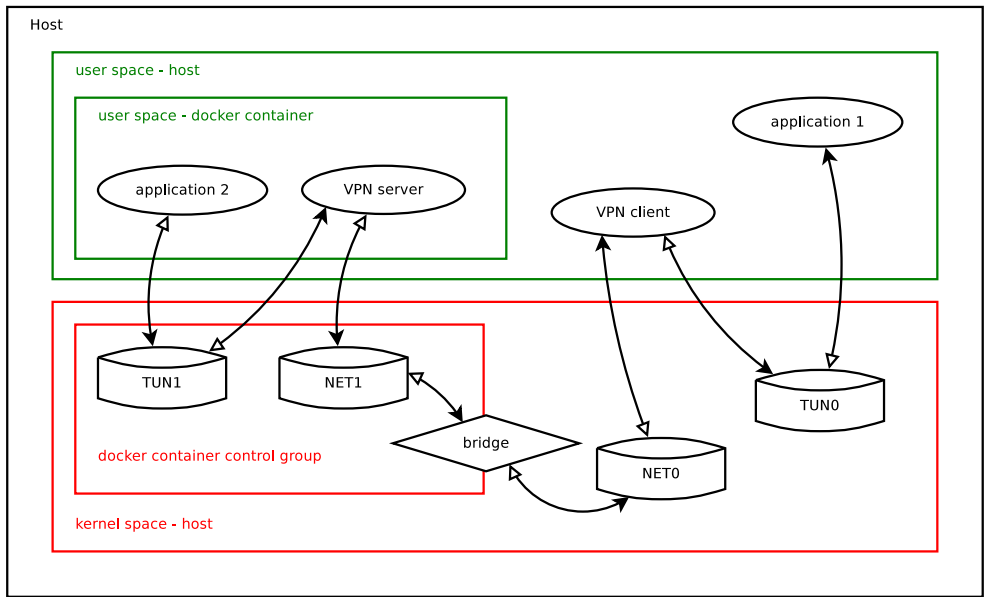 Host
user space - host
user space - docker container
application 1
application 2
VPN server
VPN client
TUN1
NET1
TUN0
bridge
docker container control group
NET0
kernel space - host